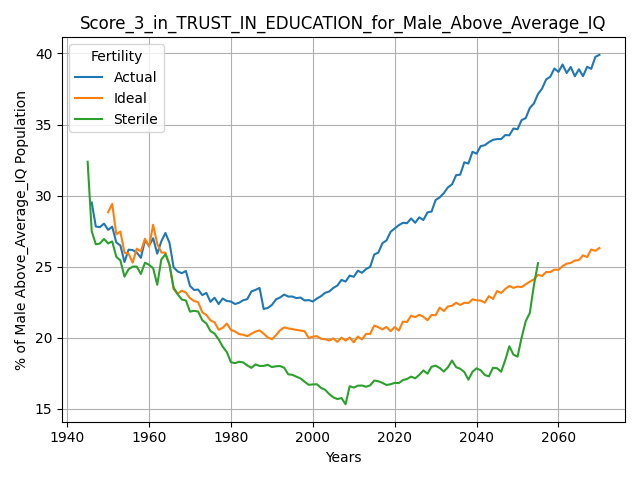 Score_3_in_TRUST_IN_EDUCATION_for_Male_Above_Average_IQ
Fertility
Actual
Ideal
Sterile
% of Male Above_Average_IQ Population
40
35
30
25
20
15
1940
1960
1980
2000
2020
2040
2060
Years